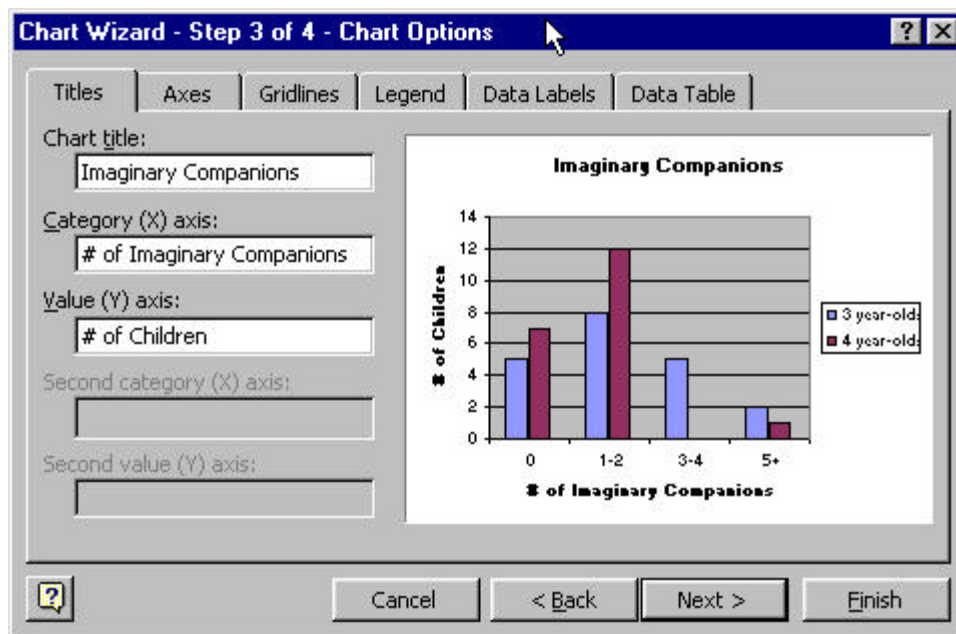 Chart Wizard - Step 3 of 4 - Chart Options
Titles Axes Gridlines Legend Data Labels Data Table
Chart title:
Imaginary Companions
Category (X) axis:
# of Imaginary Companions
Value (Y) axis:
# of Children
Second category (X) axis:
Second value (Y) axis:
Imaginary Companions
# of Children
14
12
10
8
6
4
2
0
0 1-2 3-4 5+
# of Imaginary Companions
3 year-olds
4 year-olds
Cancel < Back Next > Finish